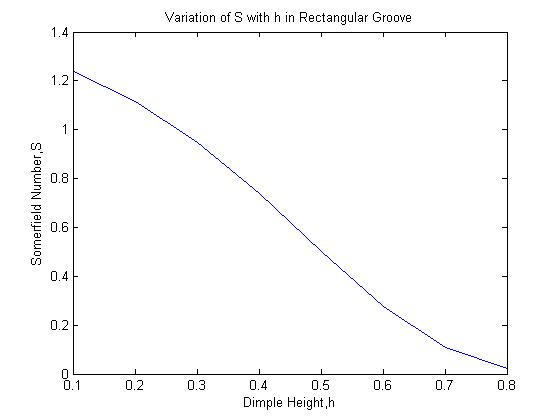 Variation of S with h in Rectangular Groove
1.4
1.2
1
0.8
0.6
0.4
0.2
0
Somerfield Number,S
0.1 0.2 0.3 0.4 0.5 0.6 0.7 0.8
Dimple Height,h